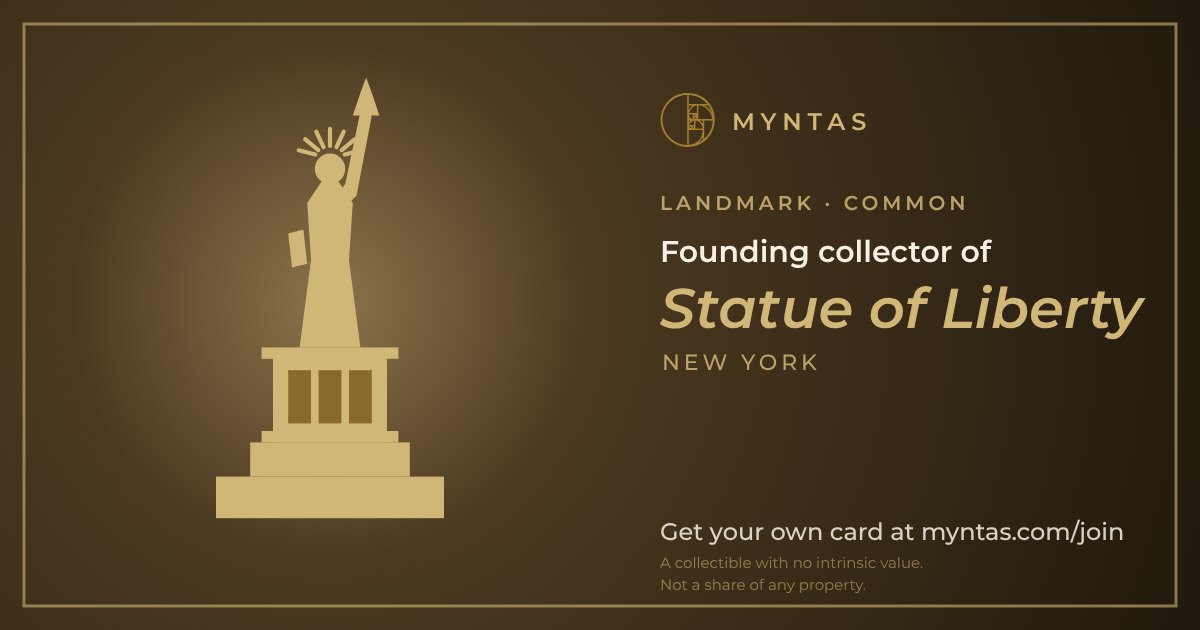 MYNTAS
LANDMARK · COMMON
Founding collector of
Statue of Liberty
NEW YORK
Get your own card at myntas.com/join
A collectible with no intrinsic value.
Not a share of any property.